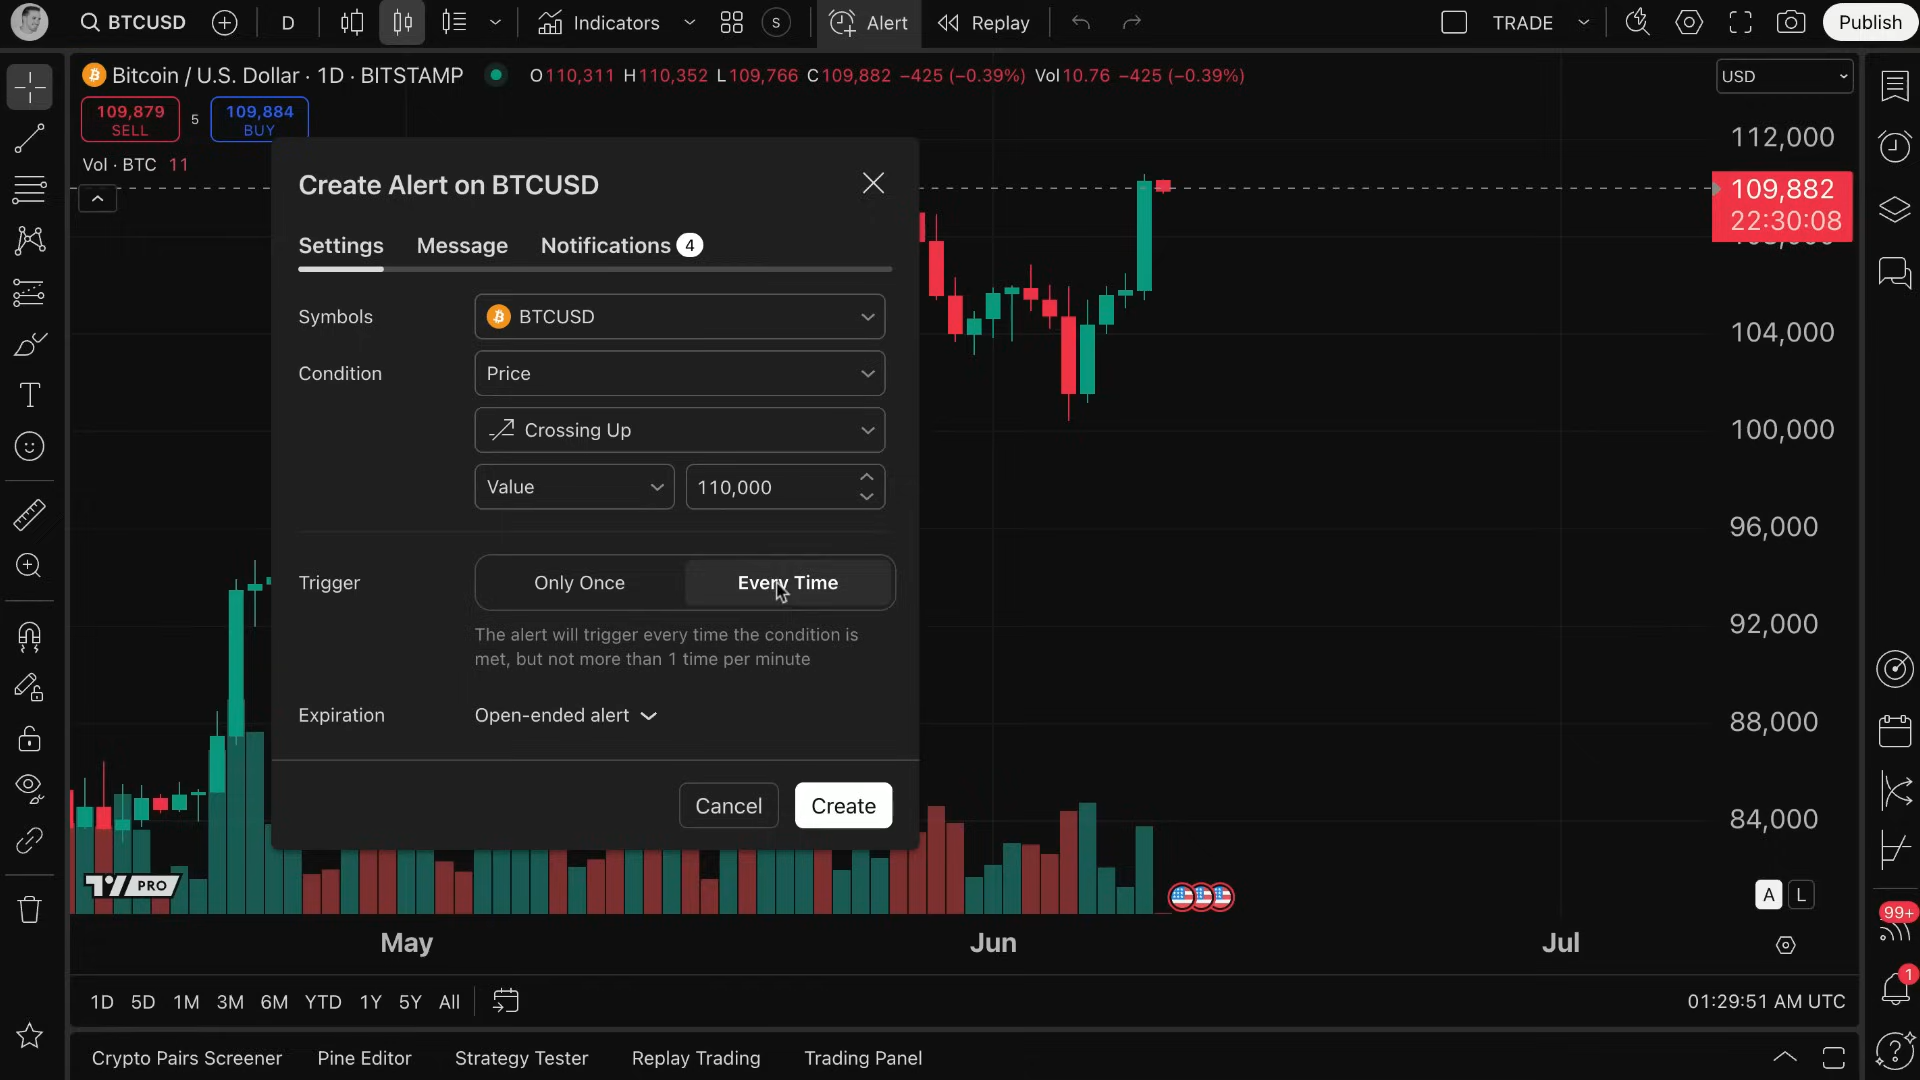 BTCUSD
D
Indicators
S
Alert
Replay
TRADE
Publish
Bitcoin / U.S. Dollar · 1D · BITSTAMP
O110,311 H110,352 L109,766 C109,882 −425 (−0.39%) Vol10.76 −425 (−0.39%)
USD
109,879
SELL
5
109,884
BUY
Vol · BTC 11
112,000
109,882
22:30:08
104,000
100,000
96,000
92,000
88,000
84,000
Create Alert on BTCUSD
Settings
Message
Notifications 4
Symbols
BTCUSD
Condition
Price
Crossing Up
Value
110,000
Trigger
Only Once
Every Time
The alert will trigger every time the condition is
met, but not more than 1 time per minute
Expiration
Open-ended alert
Cancel
Create
PRO
A
L
99+
1
May
Jun
Jul
1D 5D 1M 3M 6M YTD 1Y 5Y All
01:29:51 AM UTC
Crypto Pairs Screener
Pine Editor
Strategy Tester
Replay Trading
Trading Panel